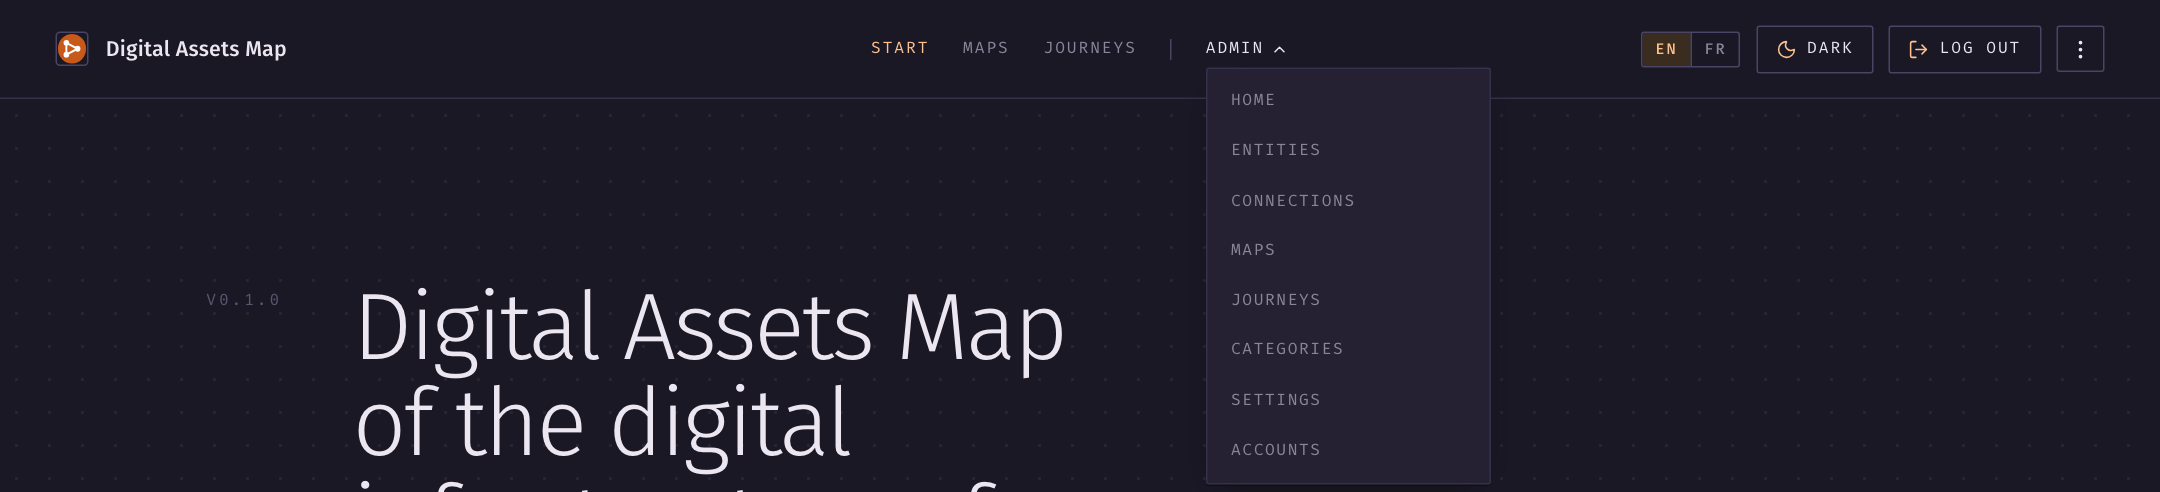 Digital Assets Map
START MAPS JOURNEYS | ADMIN
EN FR DARK LOG OUT
HOME
ENTITIES
CONNECTIONS
MAPS
JOURNEYS
CATEGORIES
SETTINGS
ACCOUNTS
V0.1.0
Digital Assets Map
of the digital